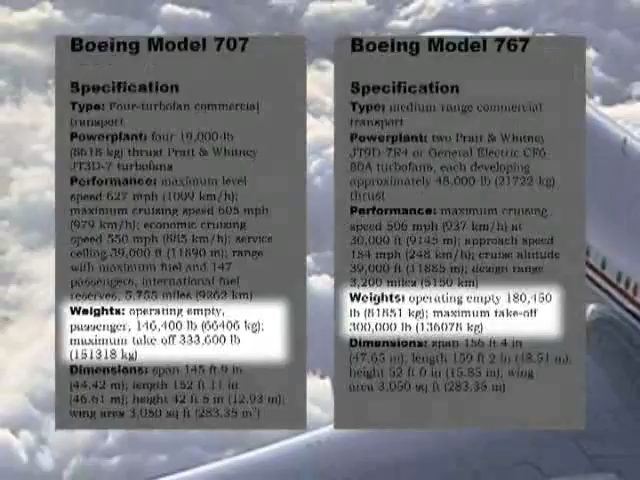 Boeing Model 707
Specification
Type: Four-turbofan commercial
transport
Powerplant: four 19,000-lb
(8618 kg) thrust Pratt & Whitney
JT3D-7 turbofans
Performance: maximum level
speed 627 mph (1009 km/h);
maximum cruising speed 605 mph
(979 km/h); economic cruising
speed 550 mph (885 km/h); service
ceiling 39,000 ft (11890 m); range
with maximum fuel and 147
passengers, international fuel
reserves, 5,755 miles (9262 km)
Weights: operating empty,
passenger, 146,400 lb (66406 kg);
maximum take off 333,600 lb
(151318 kg)
Dimensions: span 145 ft 9 in
(44.42 m); length 152 ft 11 in
(46.61 m); height 42 ft 5 in (12.93 m);
wing area 3,050 sq ft (283.35 m²)
Boeing Model 767
Specification
Type: medium range commercial
transport
Powerplant: two Pratt & Whitney
JT9D-7R4 or General Electric CF6
80A turbofans, each developing
approximately 48,000 lb (21722 kg)
thrust
Performance: maximum cruising
speed 506 mph (937 km/h) at
30,000 ft (9145 m); approach speed
154 mph (248 km/h); cruise altitude
39,000 ft (11885 m); design range
3,200 miles (5150 km)
Weights: operating empty 180,450
lb (81851 kg); maximum take-off
300,000 lb (136078 kg)
Dimensions: span 156 ft 4 in
(47.65 m), length 159 ft 2 in (48.51 m),
height 52 ft 0 in (15.85 m), wing
area 3,050 sq ft (283.35 m)